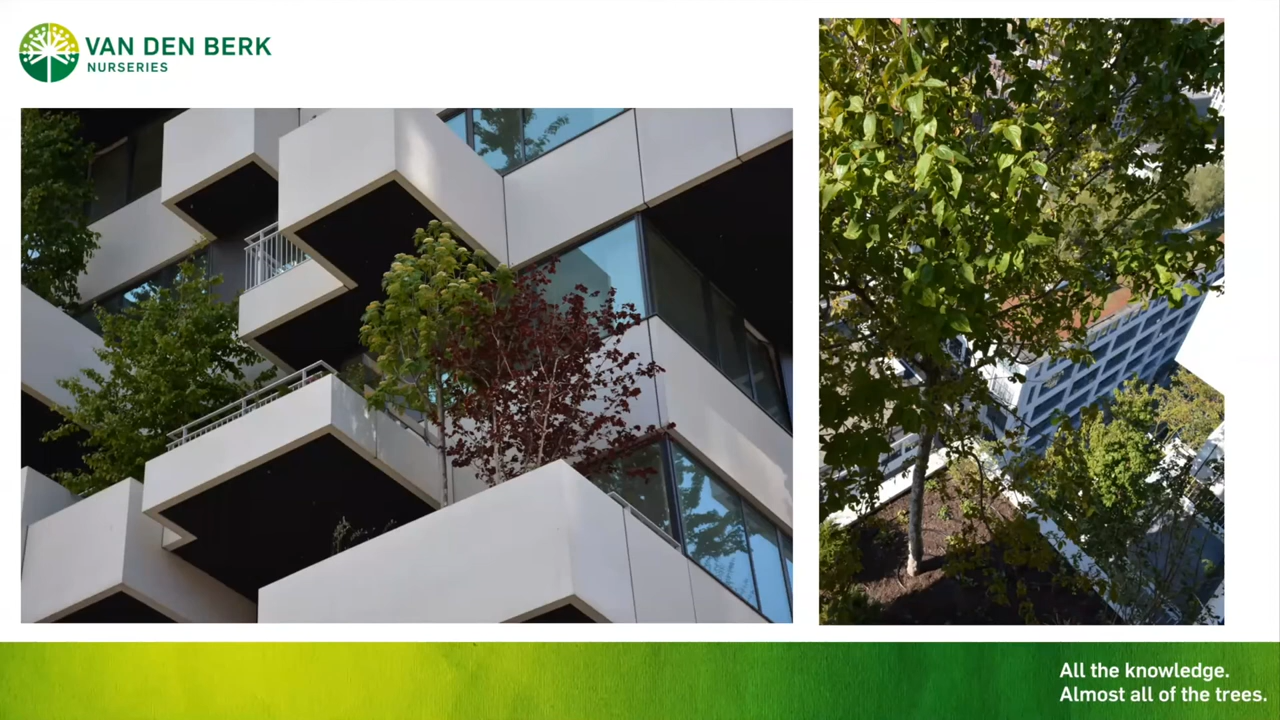 VAN DEN BERK
NURSERIES
All the knowledge.
Almost all of the trees.